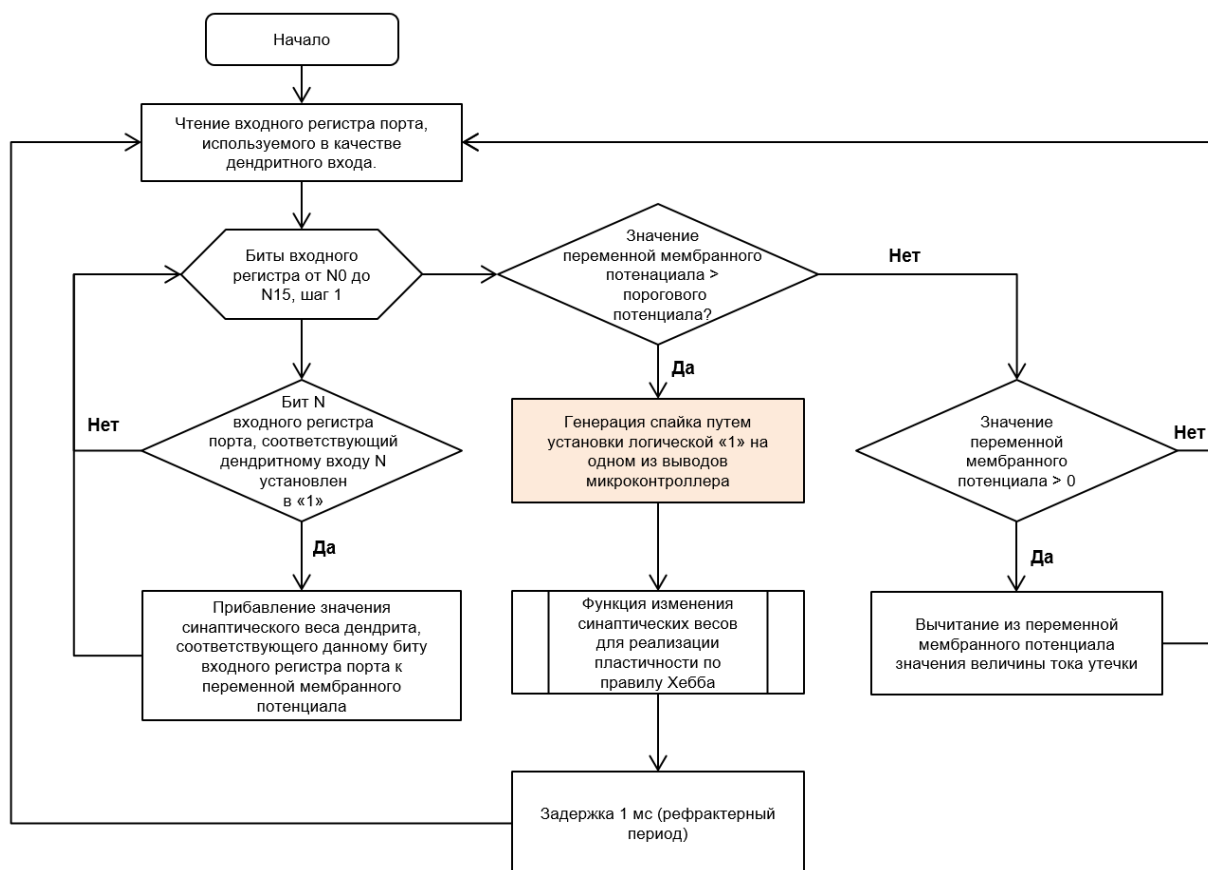 Начало
Чтение входного регистра порта,
используемого в качестве
дендритного входа.
Биты входного
регистра от N0 до
N15, шаг 1
Значение
переменной мембранного
потенациала >
порогового
потенциала?
Нет
Да
Бит N
входного регистра
порта, соответствующий
дендритному входу N
установлен
в «1»
Нет
Да
Генерация спайка путем
установки логической «1» на
одном из выводов
микроконтроллера
Значение
переменной
мембранного
потенциала > 0
Нет
Да
Прибавление значения
синаптического веса дендрита,
соответствующего данному биту
входного регистра порта к
переменной мембранного
потенциала
Функция изменения
синаптических весов
для реализации
пластичности по
правилу Хебба
Вычитание из переменной
мембранного потенциала
значения величины тока утечки
Задержка 1 мс (рефрактерный
период)